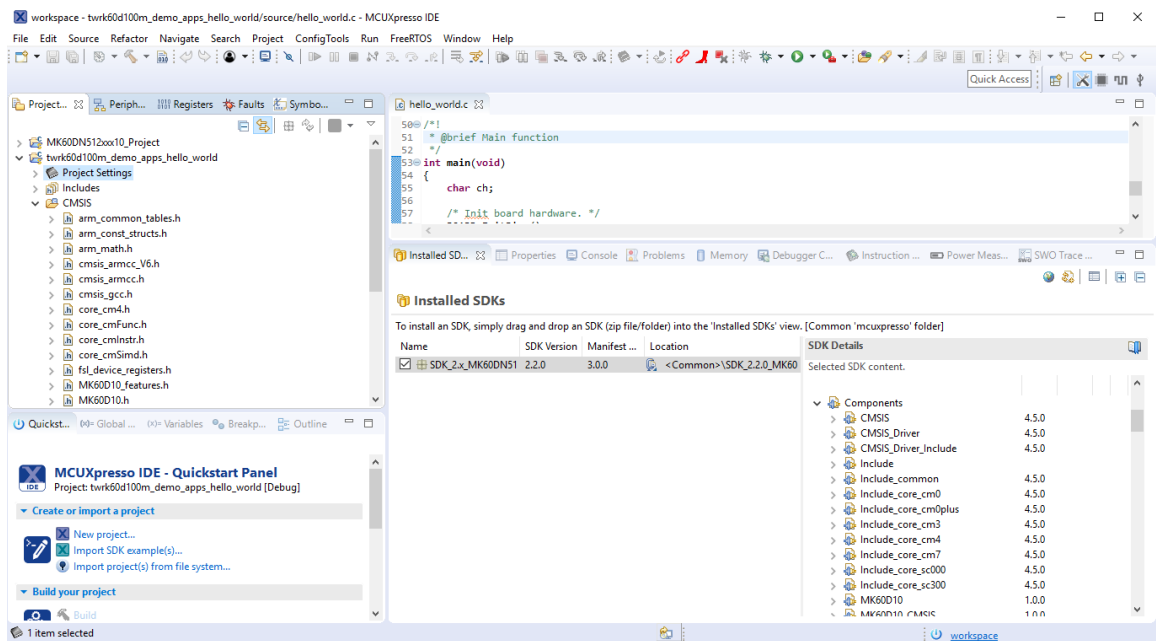 workspace - twrk60d100m_demo_apps_hello_world/source/hello_world.c - MCUXpresso IDE
File Edit Source Refactor Navigate Search Project ConfigTools Run FreeRTOS Window Help
Quick Access
Project... Periph... Registers Faults Symbo...
MK60DN512xxx10_Project
twrk60d100m_demo_apps_hello_world
Project Settings
Includes
CMSIS
arm_common_tables.h
arm_const_structs.h
arm_math.h
cmsis_armcc_V6.h
cmsis_armcc.h
cmsis_gcc.h
core_cm4.h
core_cmFunc.h
core_cmInstr.h
core_cmSimd.h
fsl_device_registers.h
MK60D10_features.h
MK60D10.h
hello_world.c
50 /*!
51 * @brief Main function
52 */
53 int main(void)
54 {
55 char ch;
56
57 /* Init board hardware. */
Installed SD... Properties Console Problems Memory Debugger C... Instruction ... Power Meas... SWO Trace ...
Installed SDKs
To install an SDK, simply drag and drop an SDK (zip file/folder) into the 'Installed SDKs' view. [Common 'mcuxpresso' folder]
Name SDK Version Manifest ... Location
SDK_2.x_MK60DN51 2.2.0 3.0.0 <Common>\SDK_2.2.0_MK60
SDK Details
Selected SDK content.
Components
CMSIS 4.5.0
CMSIS_Driver 4.5.0
CMSIS_Driver_Include 4.5.0
Include
Include_common 4.5.0
Include_core_cm0 4.5.0
Include_core_cm0plus 4.5.0
Include_core_cm3 4.5.0
Include_core_cm4 4.5.0
Include_core_cm7 4.5.0
Include_core_sc000 4.5.0
Include_core_sc300 4.5.0
MK60D10 1.0.0
MK60D10_CMSIS 1.0.0
Quickst... (x)= Global ... (x)= Variables Breakp... Outline
IDE
MCUXpresso IDE - Quickstart Panel
Project: twrk60d100m_demo_apps_hello_world [Debug]
Create or import a project
New project...
Import SDK example(s)...
Import project(s) from file system...
Build your project
Build
1 item selected
workspace